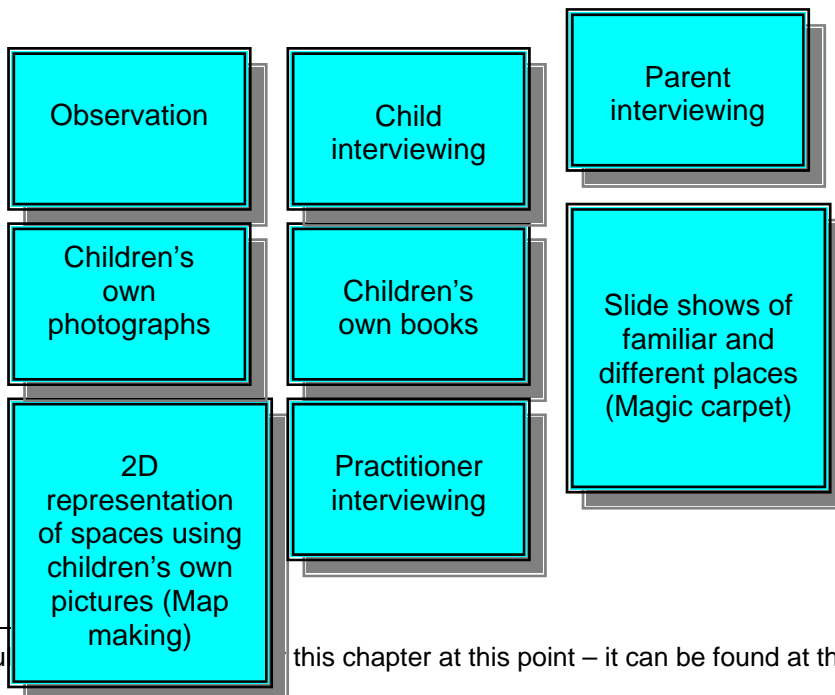 Observation
Child
interviewing
Parent
interviewing
Children's
own
photographs
Children's
own books
Slide shows of
familiar and
different places
(Magic carpet)
2D
representation
of spaces using
children's own
pictures (Map
making)
Practitioner
interviewing
this chapter at this point – it can be found at